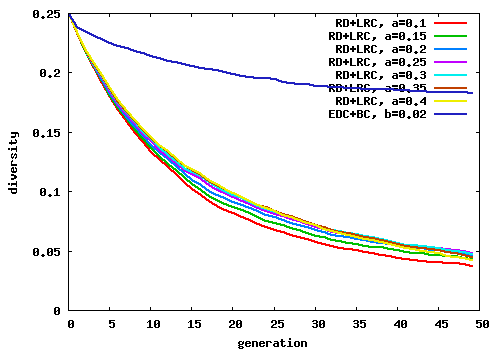 0.25
0.2
0.15
0.1
0.05
0
diversity
RD+LRC, a=0.1
RD+LRC, a=0.15
RD+LRC, a=0.2
RD+LRC, a=0.25
RD+LRC, a=0.3
RD+LRC, a=0.35
RD+LRC, a=0.4
EDC+BC, b=0.02
0 5 10 15 20 25 30 35 40 45 50
generation